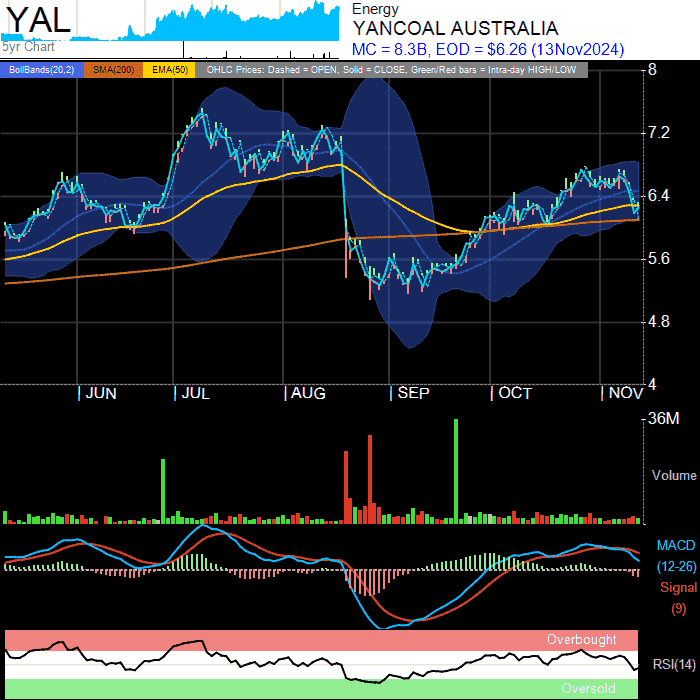 YAL
5yr Chart
Energy
YANCOAL AUSTRALIA
MC = 8.3B, EOD = $6.26 (13Nov2024)
BollBands(20,2) SMA(200) EMA(50) OHLC Prices: Dashed = OPEN, Solid = CLOSE, Green/Red bars = Intra-day HIGH/LOW
8
7.2
6.4
5.6
4.8
4
| JUN | JUL | AUG | SEP | OCT | NOV
36M
Volume
MACD
(12-26)
Signal
(9)
Overbought
RSI(14)
Oversold